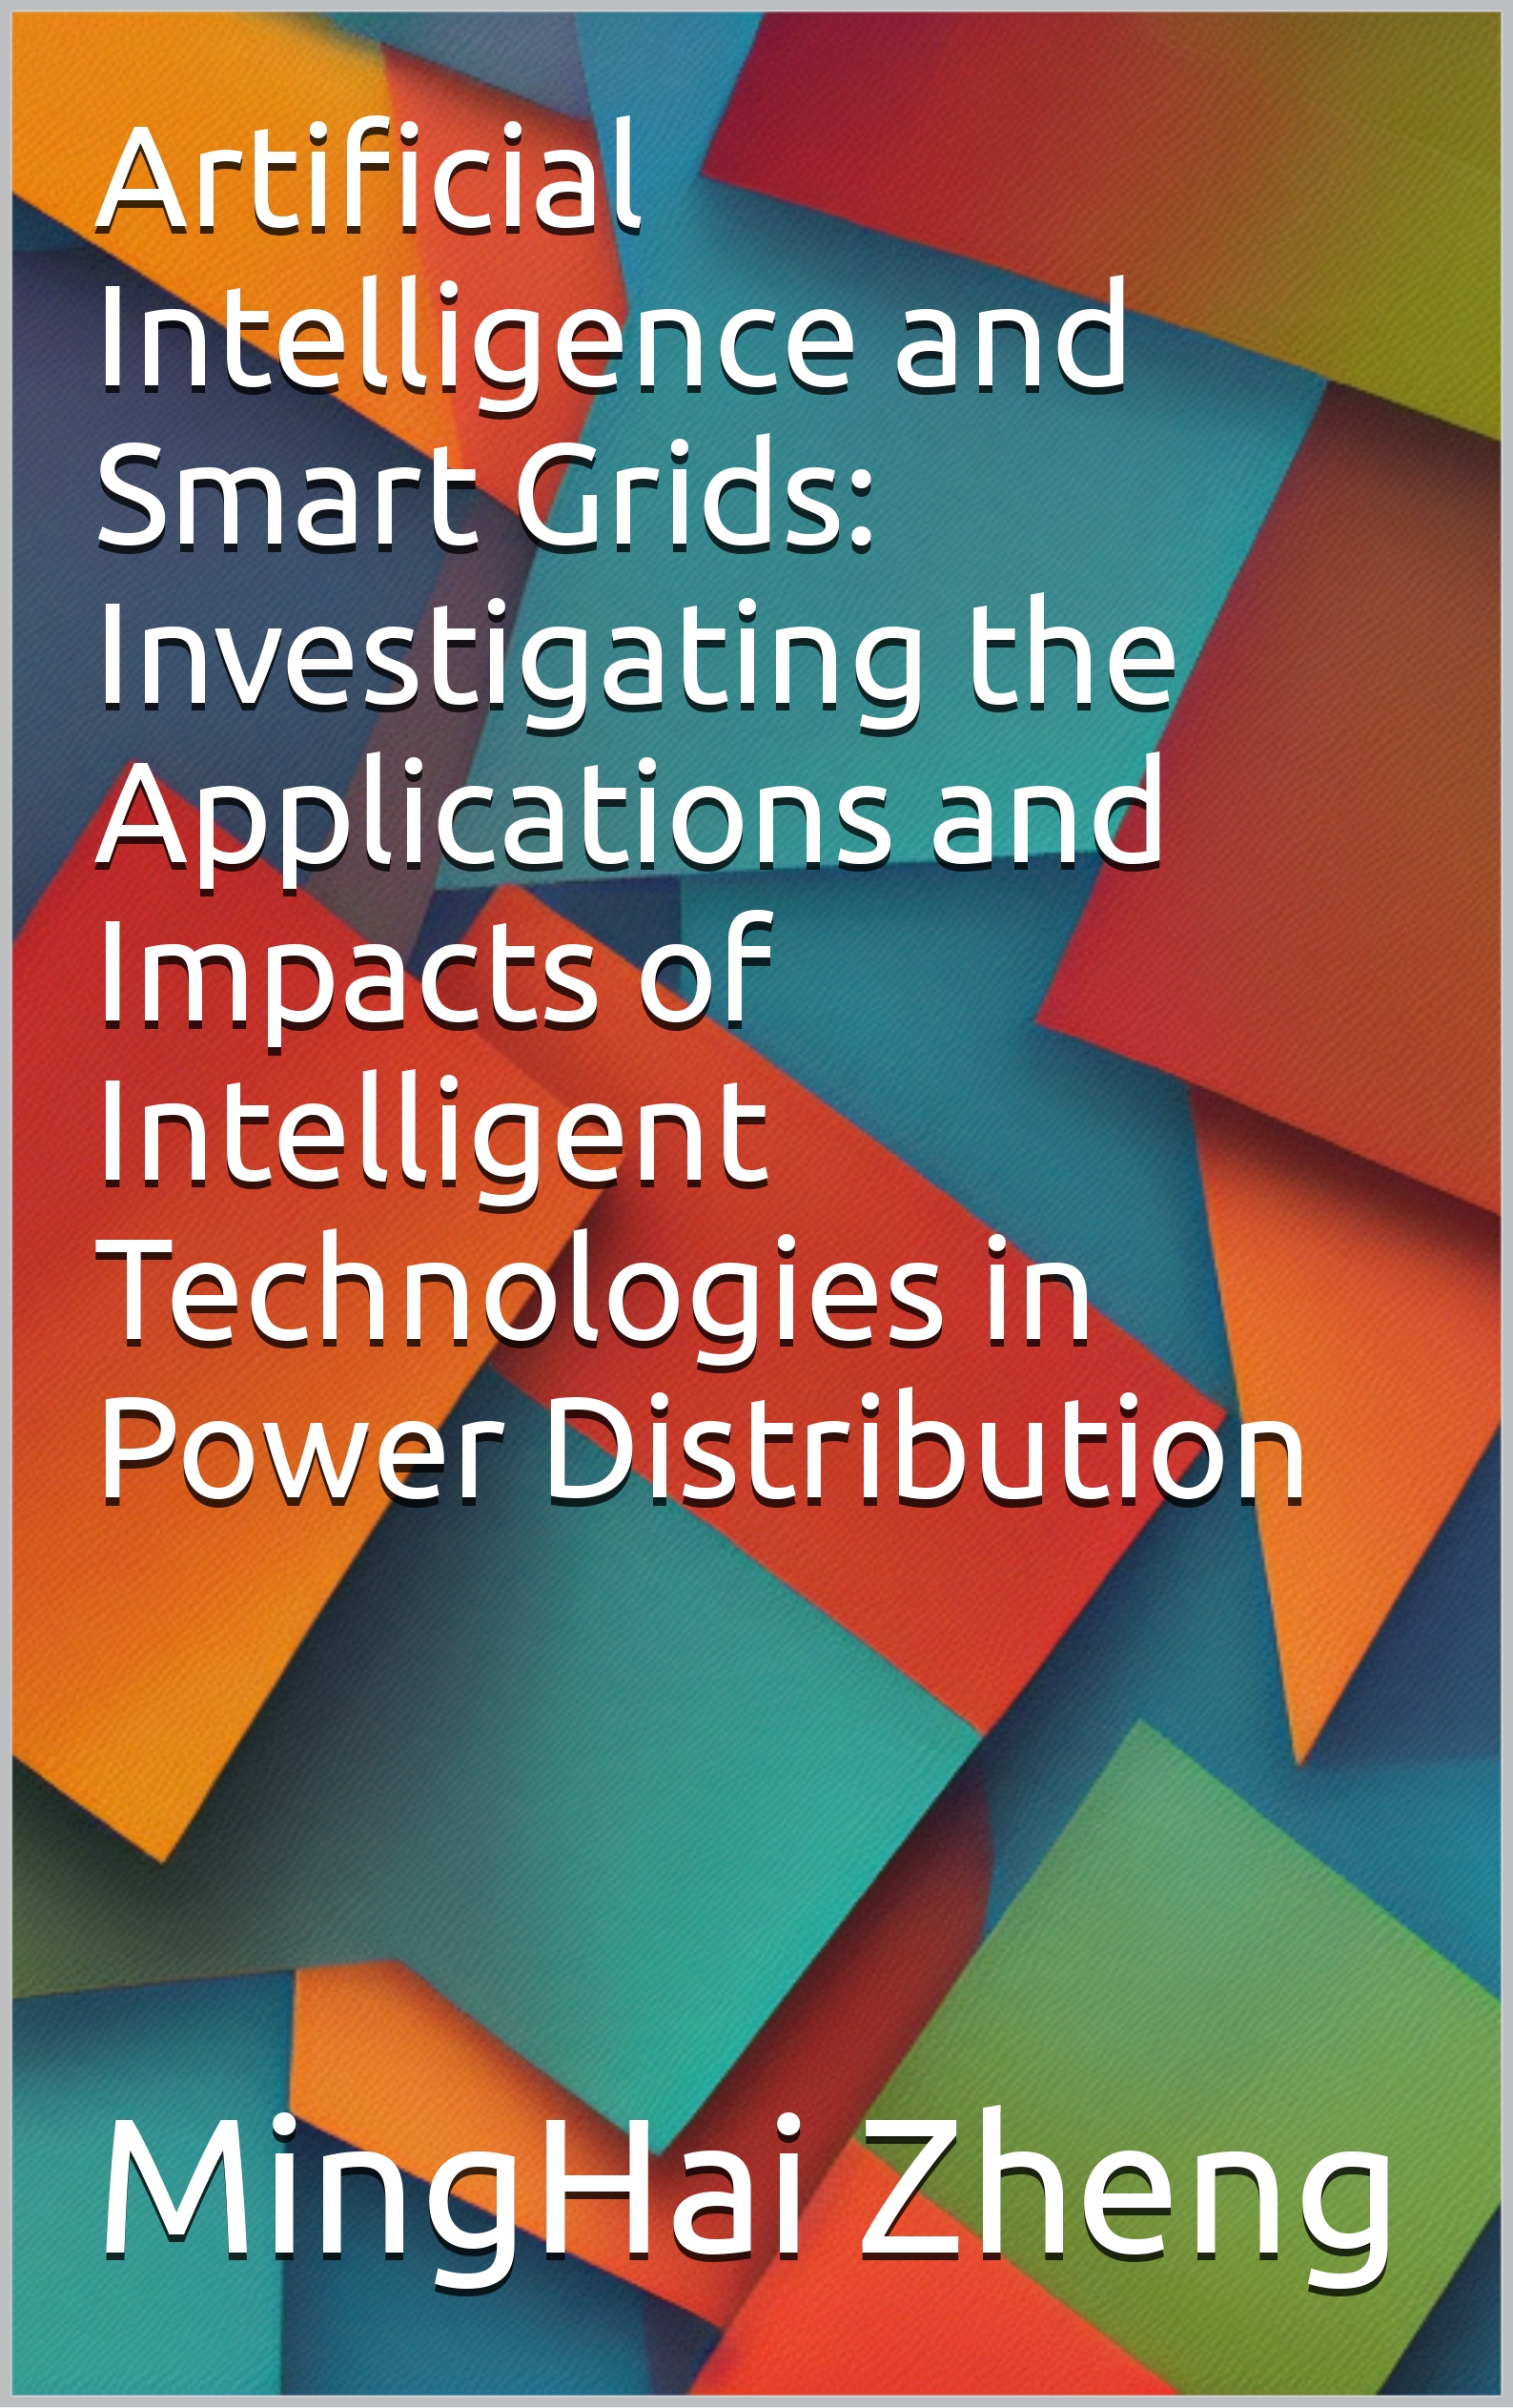 Artificial
Intelligence and
Smart Grids:
Investigating the
Applications and
Impacts of
Intelligent
Technologies in
Power Distribution
MingHai Zheng